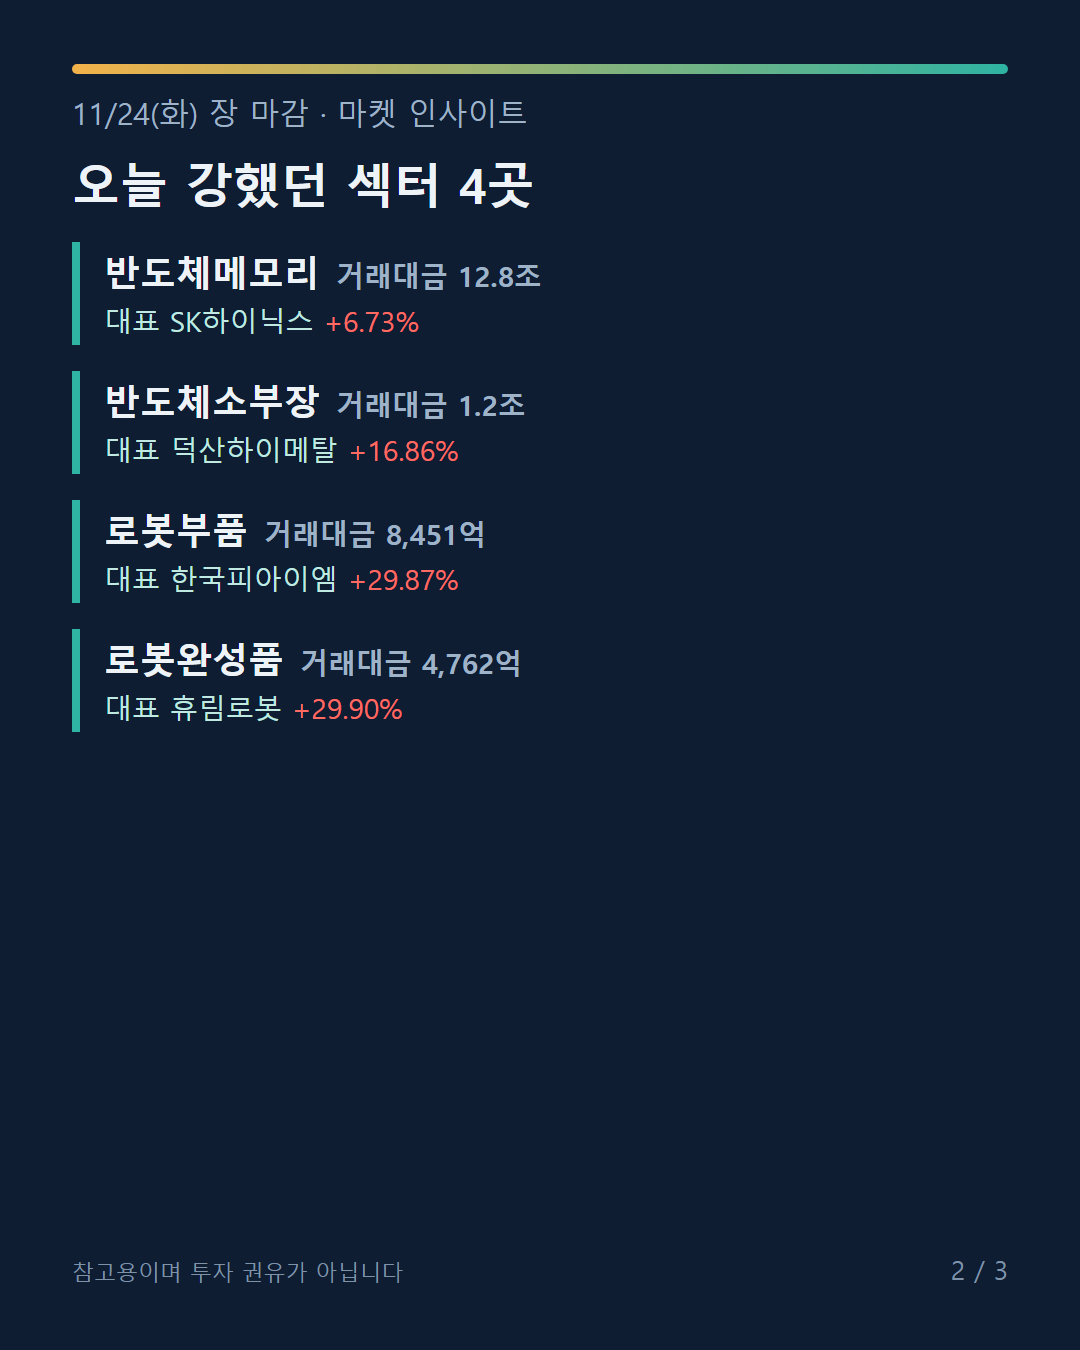 11/24(화) 장 마감 · 마켓 인사이트
오늘 강했던 섹터 4곳
반도체메모리 거래대금 12.8조
대표 SK하이닉스 +6.73%
반도체소부장 거래대금 1.2조
대표 덕산하이메탈 +16.86%
로봇부품 거래대금 8,451억
대표 한국피아이엠 +29.87%
로봇완성품 거래대금 4,762억
대표 휴림로봇 +29.90%
참고용이며 투자 권유가 아닙니다
2 / 3